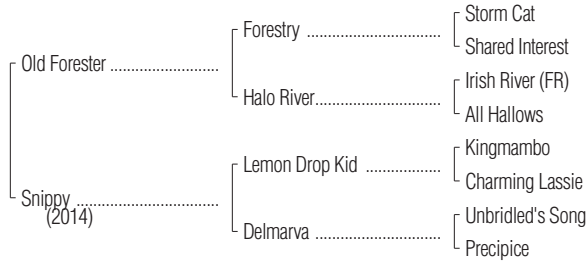 Storm Cat
Forestry ........................................
Shared Interest
Old Forester ................................
Irish River (FR)
Halo River....................................
All Hallows
Kingmambo
Lemon Drop Kid .......................
Charming Lassie
Snippy ..........................................
(2014)
Unbridled's Song
Delmarva .....................................
Precipice